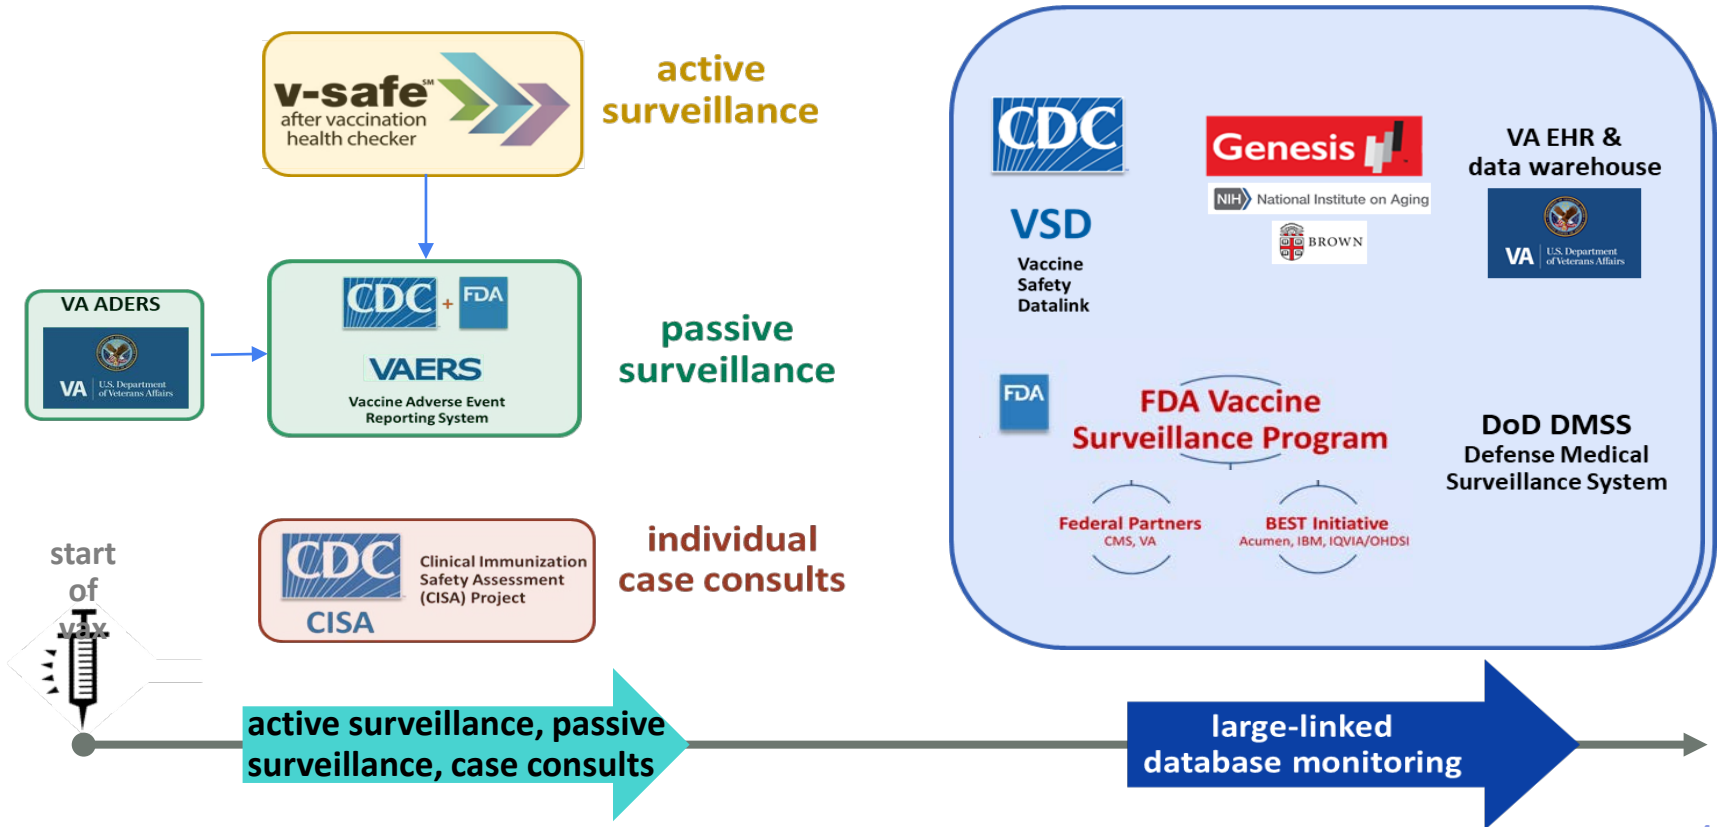 v-safe℠
after vaccination
health checker
active
surveillance
VA ADERS
VA
U.S. Department
of Veterans Affairs
CDC + FDA
VAERS
Vaccine Adverse Event
Reporting System
passive
surveillance
CDC
CISA
Clinical Immunization
Safety Assessment
(CISA) Project
individual
case consults
start
of
vax
active surveillance, passive
surveillance, case consults
CDC
VSD
Vaccine
Safety
Datalink
Genesis
NIH National Institute on Aging
BROWN
VA EHR &
data warehouse
VA
U.S. Department
of Veterans Affairs
FDA
FDA Vaccine
Surveillance Program
Federal Partners
CMS, VA
BEST Initiative
Acumen, IBM, IQVIA/OHDSI
DoD DMSS
Defense Medical
Surveillance System
large-linked
database monitoring